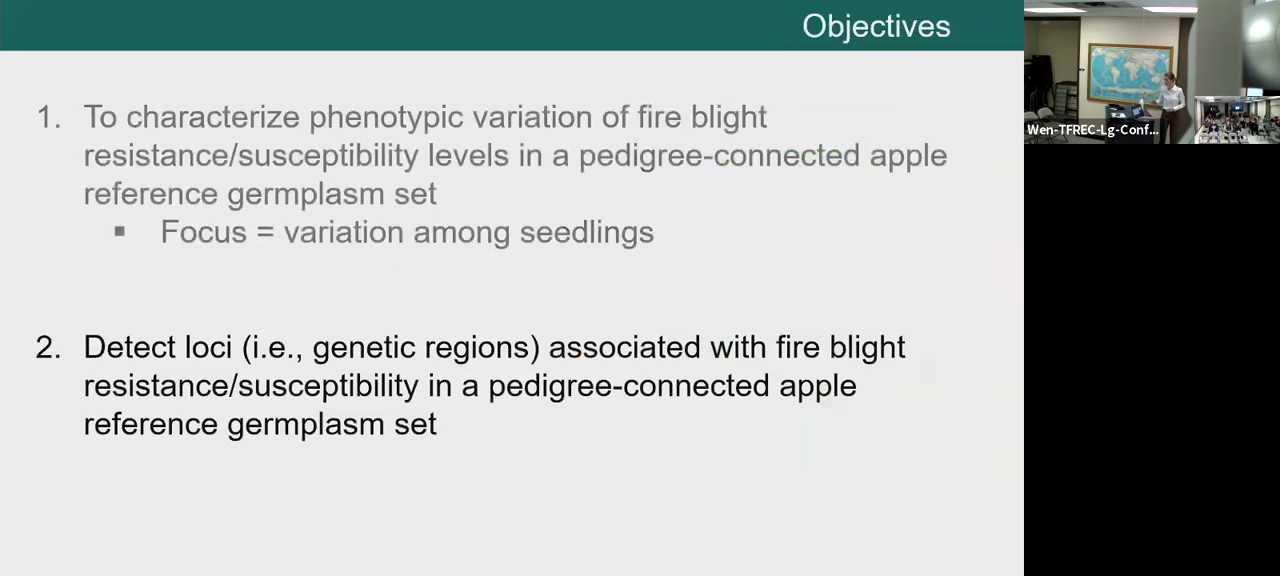 Objectives
1. To characterize phenotypic variation of fire blight
resistance/susceptibility levels in a pedigree-connected apple
reference germplasm set
▪ Focus = variation among seedlings
2. Detect loci (i.e., genetic regions) associated with fire blight
resistance/susceptibility in a pedigree-connected apple
reference germplasm set
Wen-TFREC-Lg-Conf...